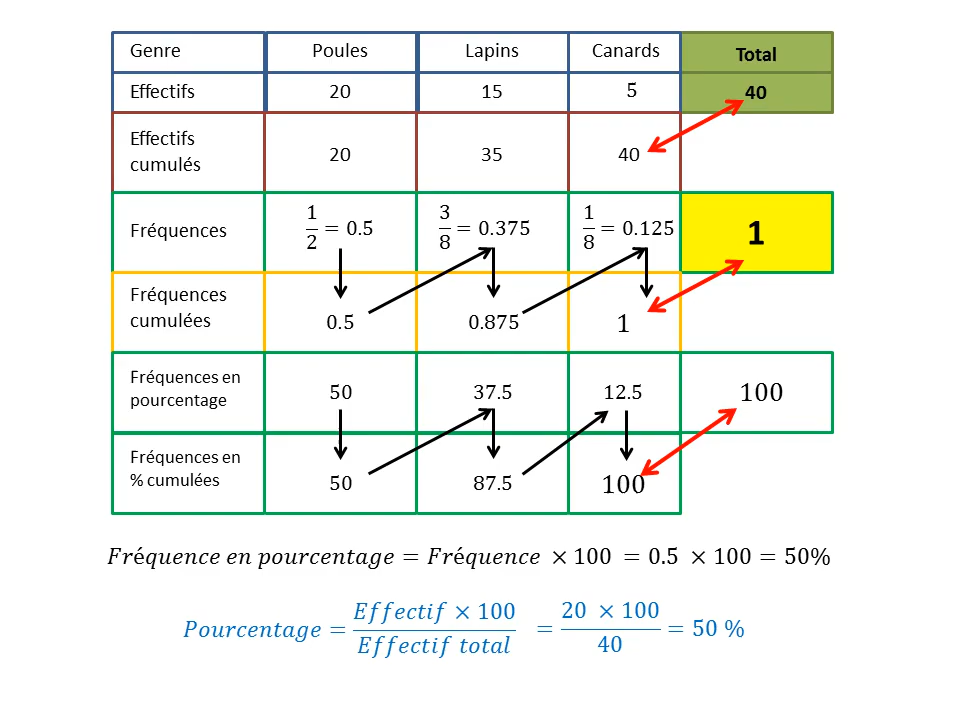 Genre Poules Lapins Canards Total
Effectifs 20 15 5 40
Effectifs
cumulés 20 35 40
Fréquences 1/2 = 0.5 3/8 = 0.375 1/8 = 0.125 1
Fréquences
cumulées 0.5 0.875 1
Fréquences en
pourcentage 50 37.5 12.5 100
Fréquences en
% cumulées 50 87.5 100
Fréquence en pourcentage = Fréquence × 100 = 0.5 × 100 = 50%
Pourcentage = Effectif × 100 / Effectif total = 20 × 100 / 40 = 50 %